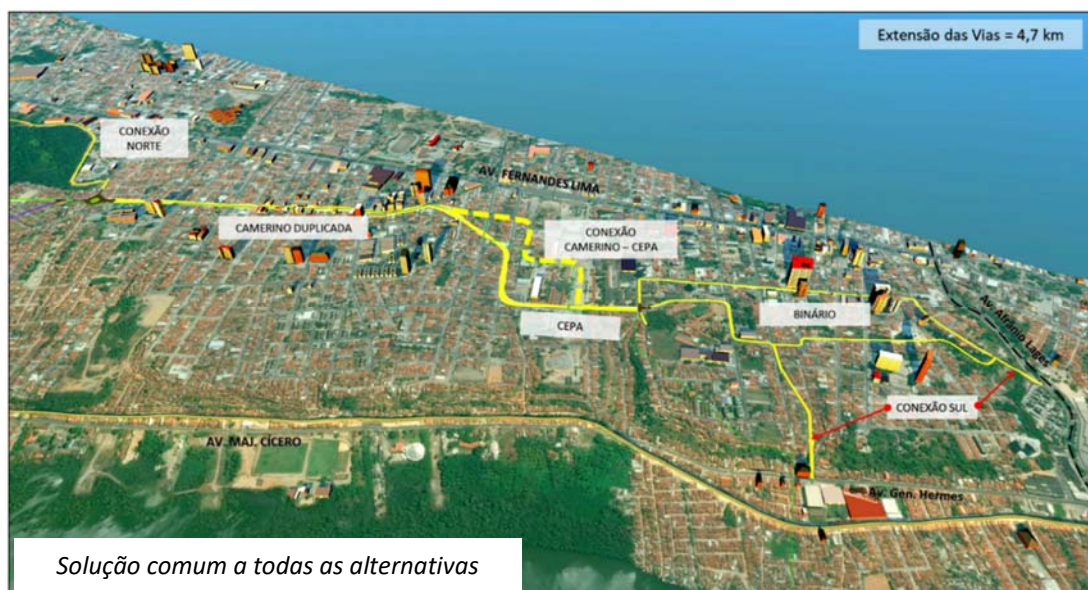 Extensão das Vias = 4,7 km
CONEXÃO
NORTE
AV. FERNANDES LIMA
CAMERINO DUPLICADA
CONEXÃO
CAMERINO – CEPA
CEPA
BINÁRIO
Av. Afrânio Lages
CONEXÃO SUL
AV. MAJ. CÍCERO
Av. Gen. Hermes
Solução comum a todas as alternativas